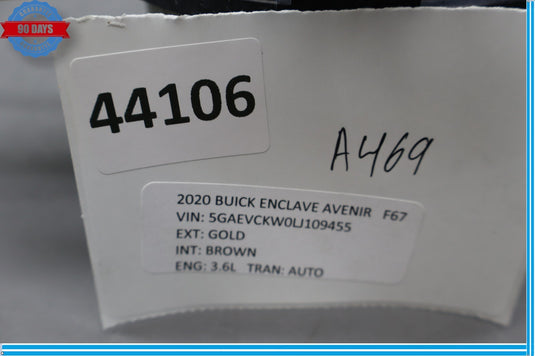 90 DAYS
44106
A469
2020 BUICK ENCLAVE AVENIR F67
VIN: 5GAEVCKW0LJ109455
EXT: GOLD
INT: BROWN
ENG: 3.6L TRAN: AUTO